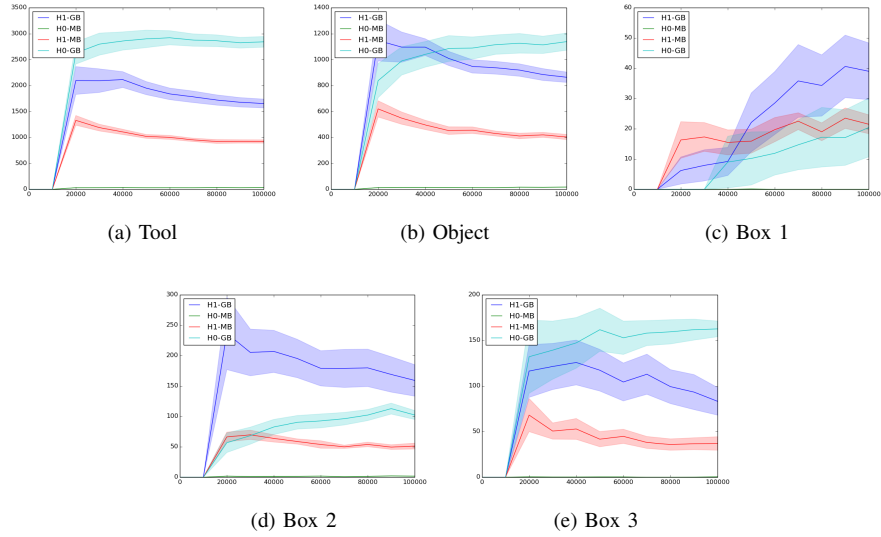 3500
3000
2500
2000
1500
1000
500
0
H1-GB
H0-MB
H1-MB
H0-GB
0 20000 40000 60000 80000 100000
(a) Tool
1400
1200
1000
800
600
400
200
0
H1-GB
H0-MB
H1-MB
H0-GB
0 20000 40000 60000 80000 100000
(b) Object
60
50
40
30
20
10
0
H1-GB
H0-MB
H1-MB
H0-GB
0 20000 40000 60000 80000 100000
(c) Box 1
300
250
200
150
100
50
0
H1-GB
H0-MB
H1-MB
H0-GB
0 20000 40000 60000 80000 100000
(d) Box 2
200
150
100
50
0
H1-GB
H0-MB
H1-MB
H0-GB
0 20000 40000 60000 80000 100000
(e) Box 3